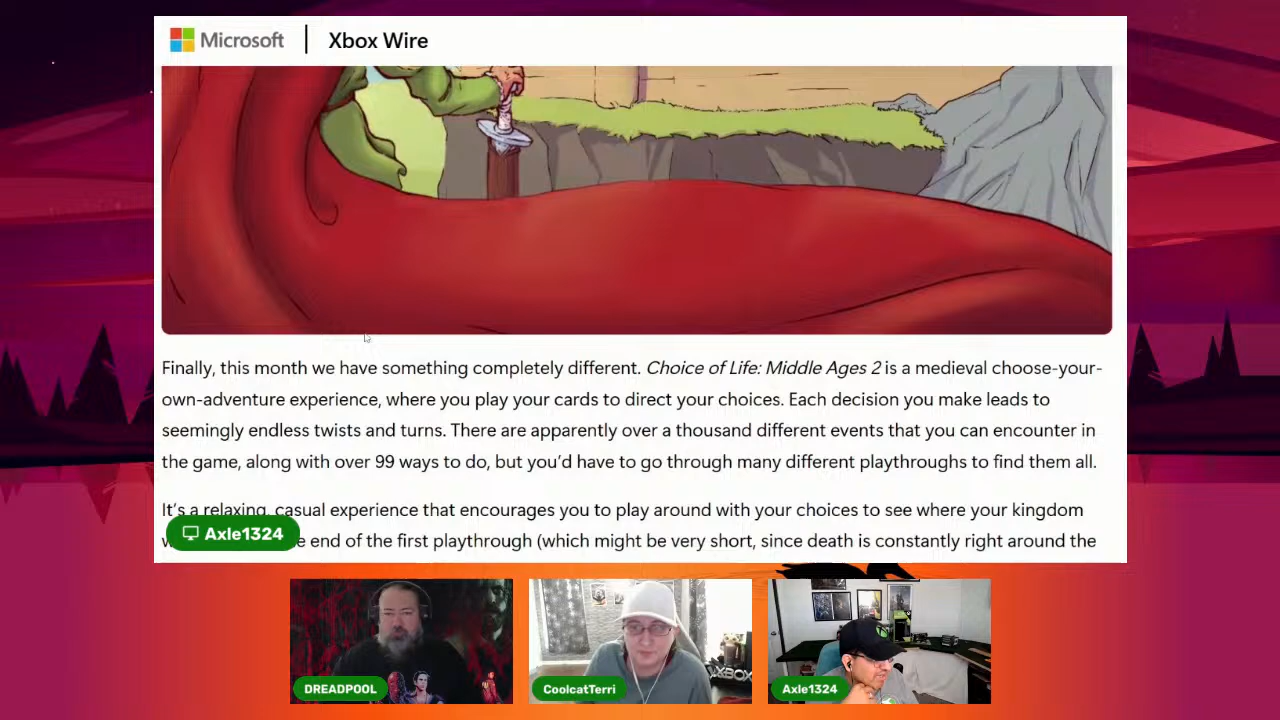 Microsoft | Xbox Wire
Finally, this month we have something completely different. Choice of Life: Middle Ages 2 is a medieval choose-your-
own-adventure experience, where you play your cards to direct your choices. Each decision you make leads to
seemingly endless twists and turns. There are apparently over a thousand different events that you can encounter in
the game, along with over 99 ways to do, but you'd have to go through many different playthroughs to find them all.
It's a relaxing, casual experience that encourages you to play around with your choices to see where your kingdom
end of the first playthrough (which might be very short, since death is constantly right around the
Axle1324
XBOX
DREADPOOL
CoolcatTerri
Axle1324